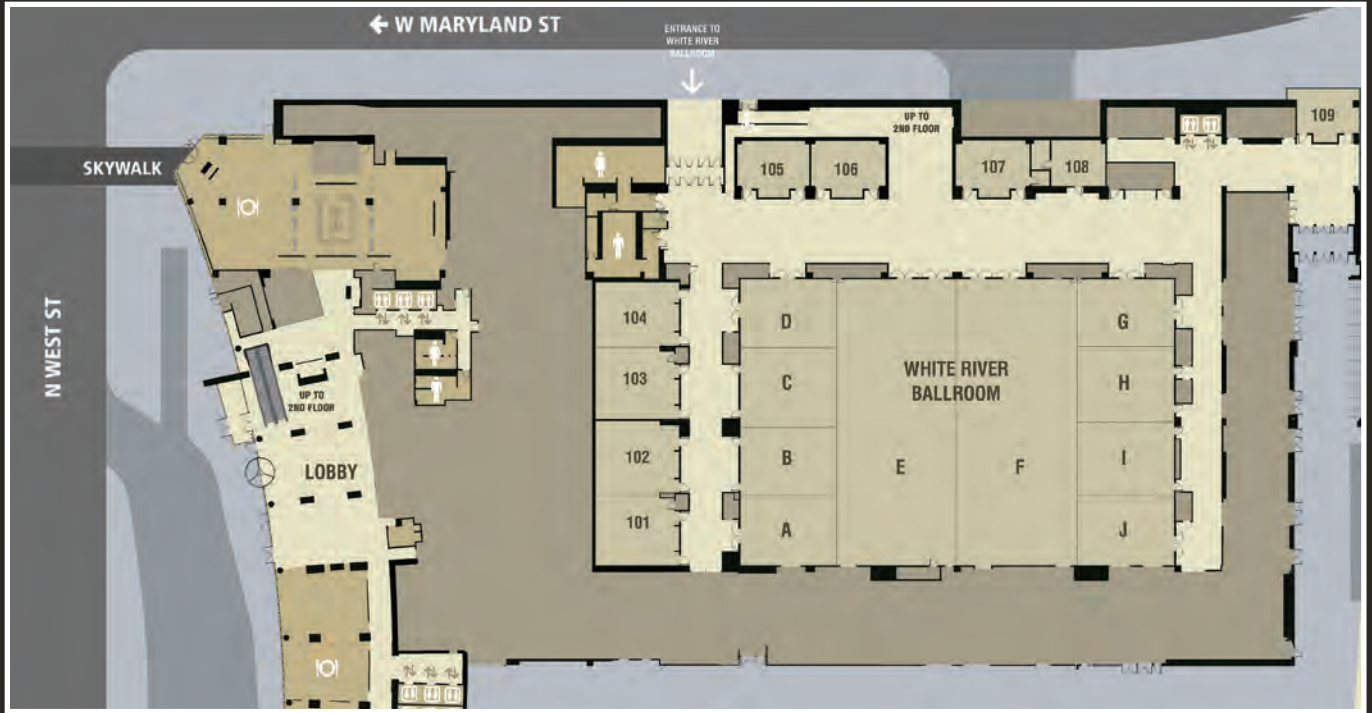 ← W MARYLAND ST
ENTRANCE TO
WHITE RIVER
BALLROOM
SKYWALK
UP TO
2ND FLOOR
109
105
106
107
108
N WEST ST
104
103
102
101
D
C
B
A
WHITE RIVER
BALLROOM
E
F
G
H
I
J
UP TO
2ND FLOOR
LOBBY